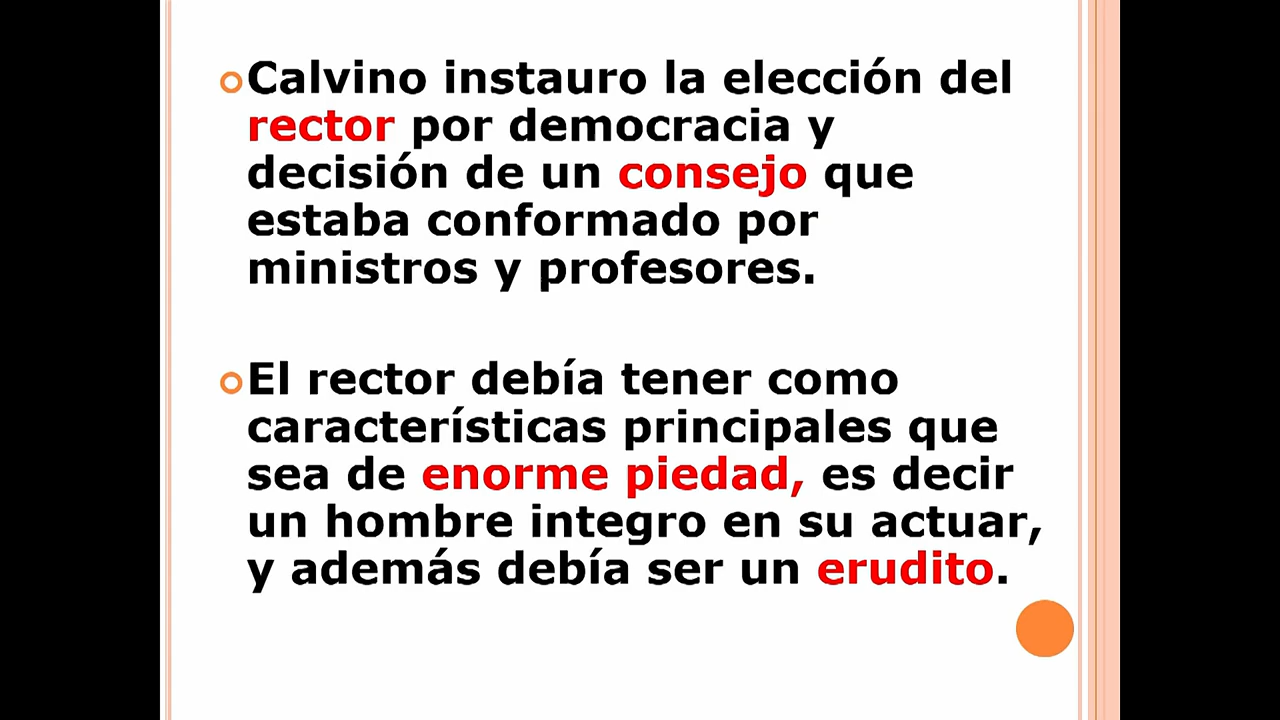 Calvino instauro la elección del
rector por democracia y
decisión de un consejo que
estaba conformado por
ministros y profesores.
El rector debía tener como
características principales que
sea de enorme piedad, es decir
un hombre integro en su actuar,
y además debía ser un erudito.